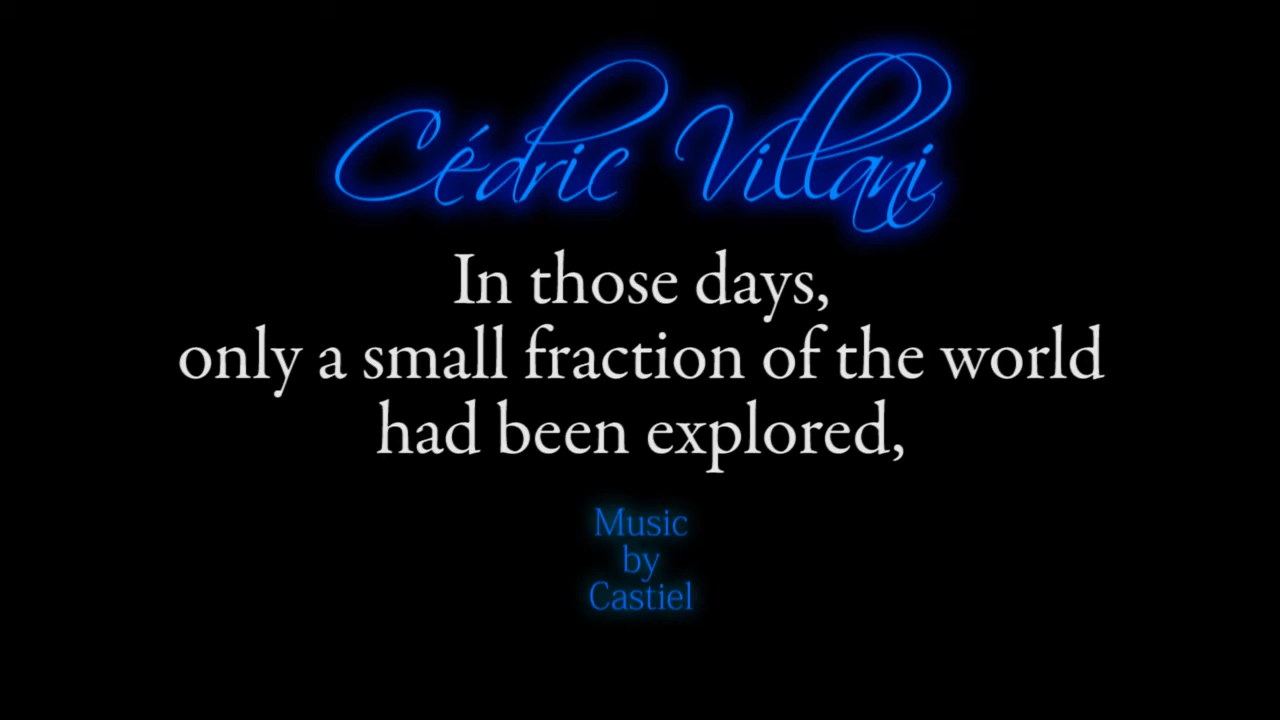 Cédric Villani
In those days,
only a small fraction of the world
had been explored,
Music
by
Castiel